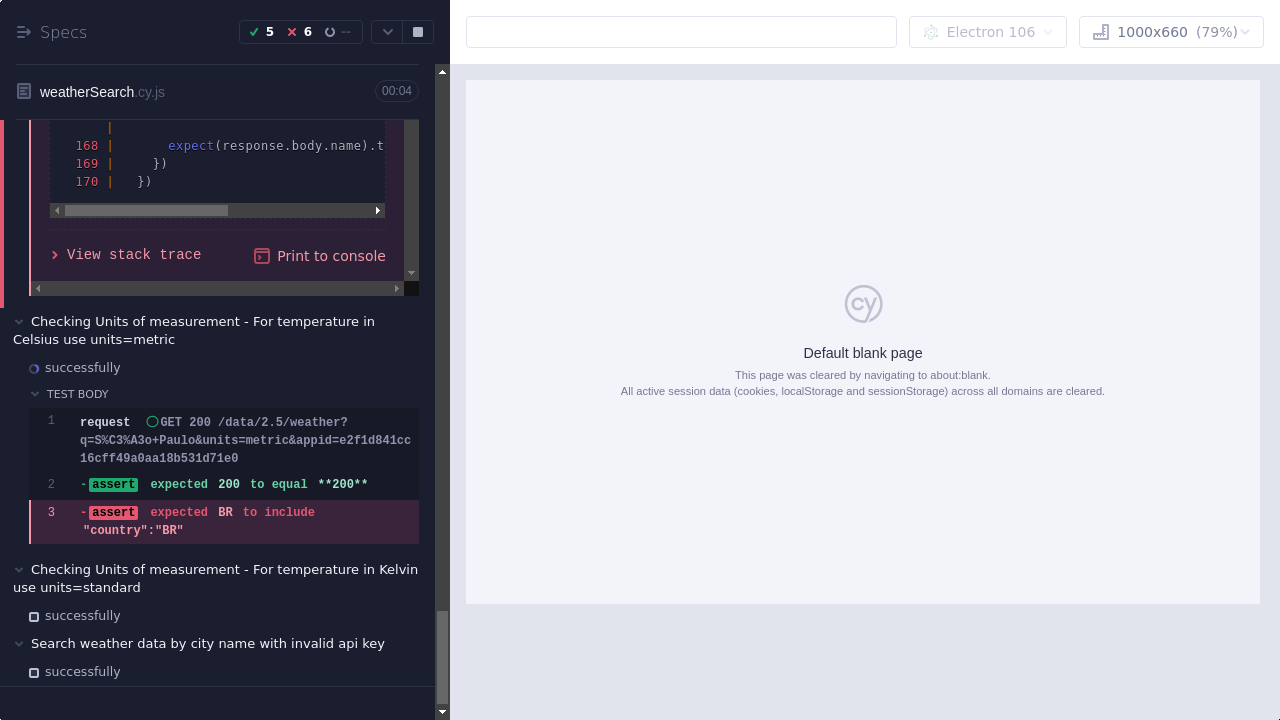 Specs
5
6
--
Electron 106
1000x660 (79%)
weatherSearch.cy.js
00:04
|
168 | expect(response.body.name).t
169 | })
170 | })
View stack trace
Print to console
Checking Units of measurement - For temperature in
Celsius use units=metric
successfully
TEST BODY
1 request GET 200 /data/2.5/weather?
q=S%C3%A3o+Paulo&units=metric&appid=e2f1d841cc
16cff49a0aa18b531d71e0
2 -assert expected 200 to equal **200**
3 -assert expected BR to include
"country":"BR"
Checking Units of measurement - For temperature in Kelvin
use units=standard
successfully
Search weather data by city name with invalid api key
successfully
cy
Default blank page
This page was cleared by navigating to about:blank.
All active session data (cookies, localStorage and sessionStorage) across all domains are cleared.